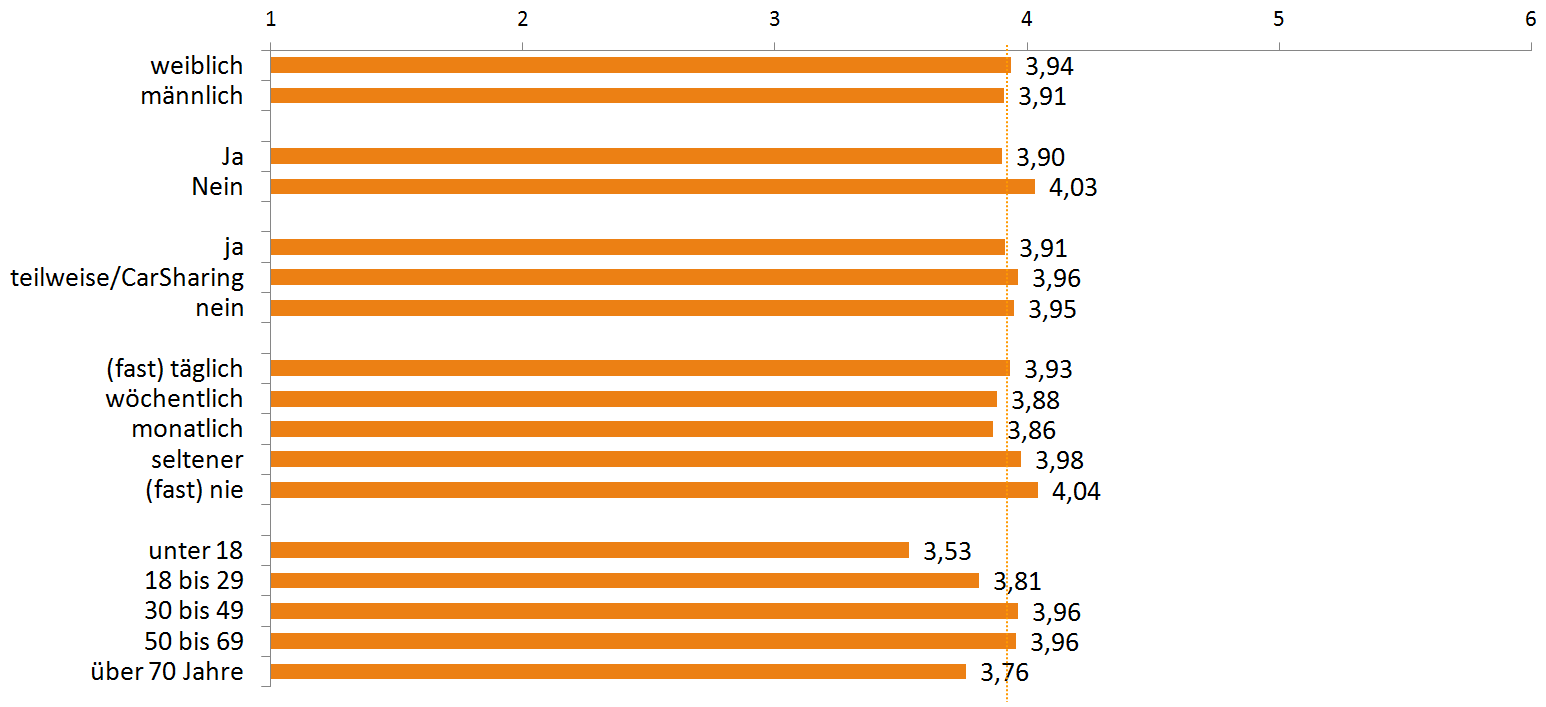 1 2 3 4 5 6
weiblich 3,94
männlich 3,91
Ja 3,90
Nein 4,03
ja 3,91
teilweise/CarSharing 3,96
nein 3,95
(fast) täglich 3,93
wöchentlich 3,88
monatlich 3,86
seltener 3,98
(fast) nie 4,04
unter 18 3,53
18 bis 29 3,81
30 bis 49 3,96
50 bis 69 3,96
über 70 Jahre 3,76